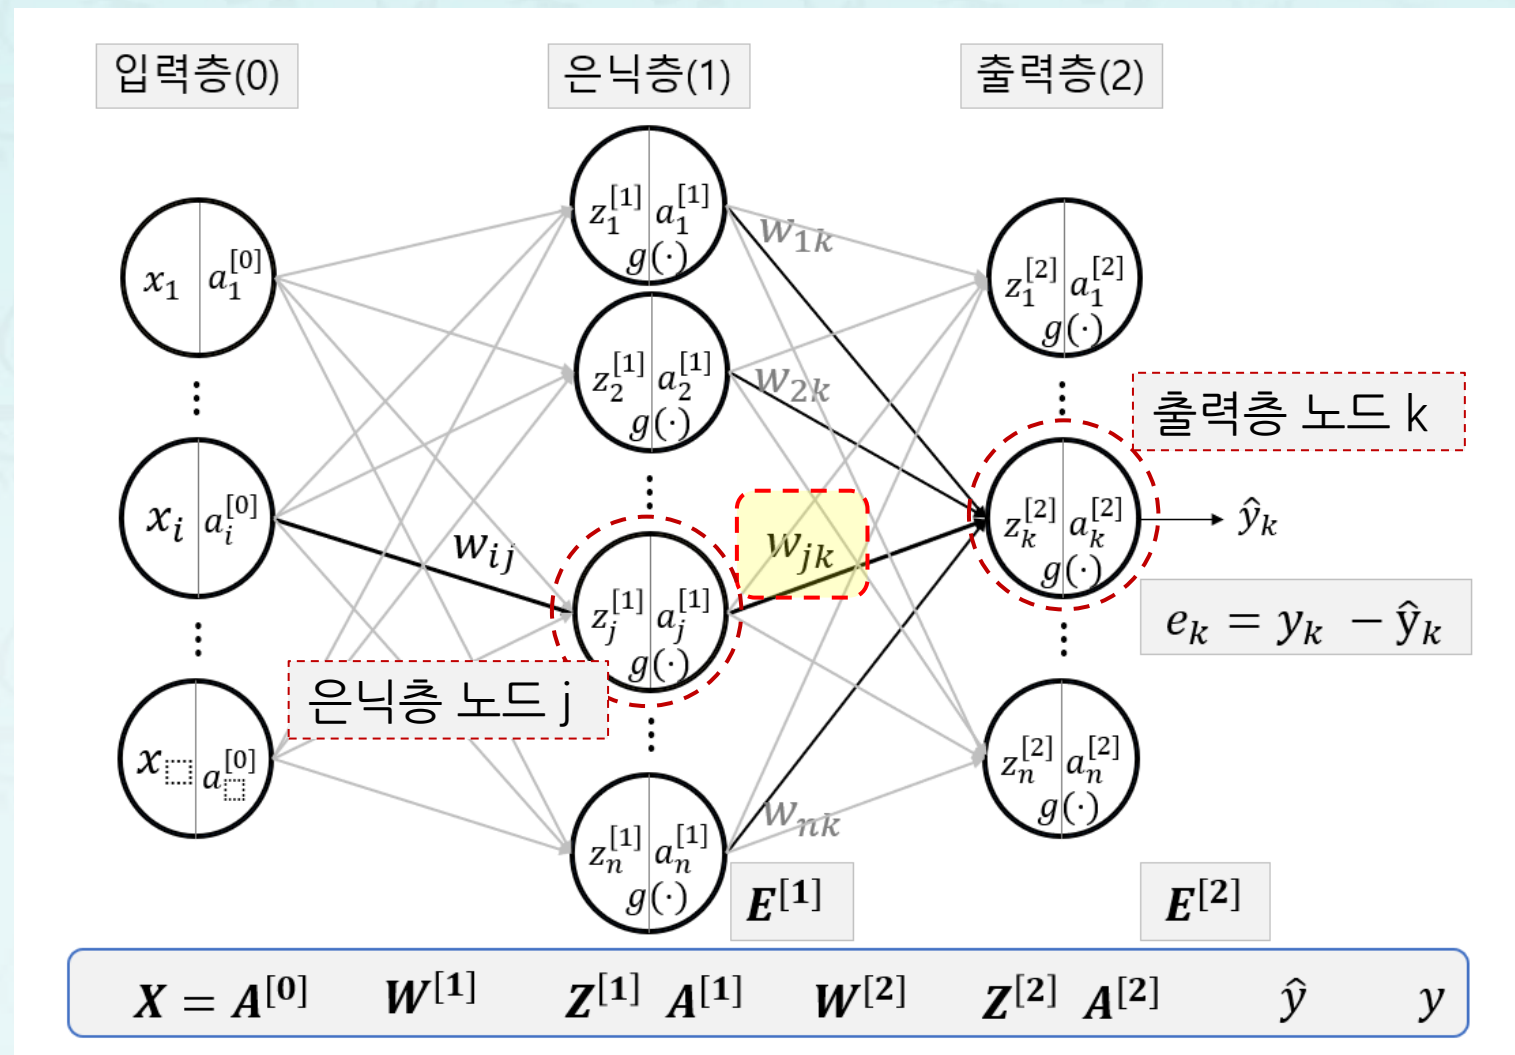 입력층(0) 은닉층(1) 출력층(2)
x₁ a₁^[0]
⋮
xᵢ aᵢ^[0]
⋮
x⬚ a⬚^[0]
wᵢⱼ
z₁^[1] a₁^[1]
g(·)
z₂^[1] a₂^[1]
g(·)
⋮
zⱼ^[1] aⱼ^[1]
g(·)
은닉층 노드 j
⋮
zₙ^[1] aₙ^[1]
g(·)
w₁ₖ
w₂ₖ
wⱼₖ
wₙₖ
z₁^[2] a₁^[2]
g(·)
⋮
출력층 노드 k
zₖ^[2] aₖ^[2]
g(·)
ŷₖ
eₖ = yₖ − ŷₖ
⋮
zₙ^[2] aₙ^[2]
g(·)
E^[1] E^[2]
X = A^[0] W^[1] Z^[1] A^[1] W^[2] Z^[2] A^[2] ŷ y